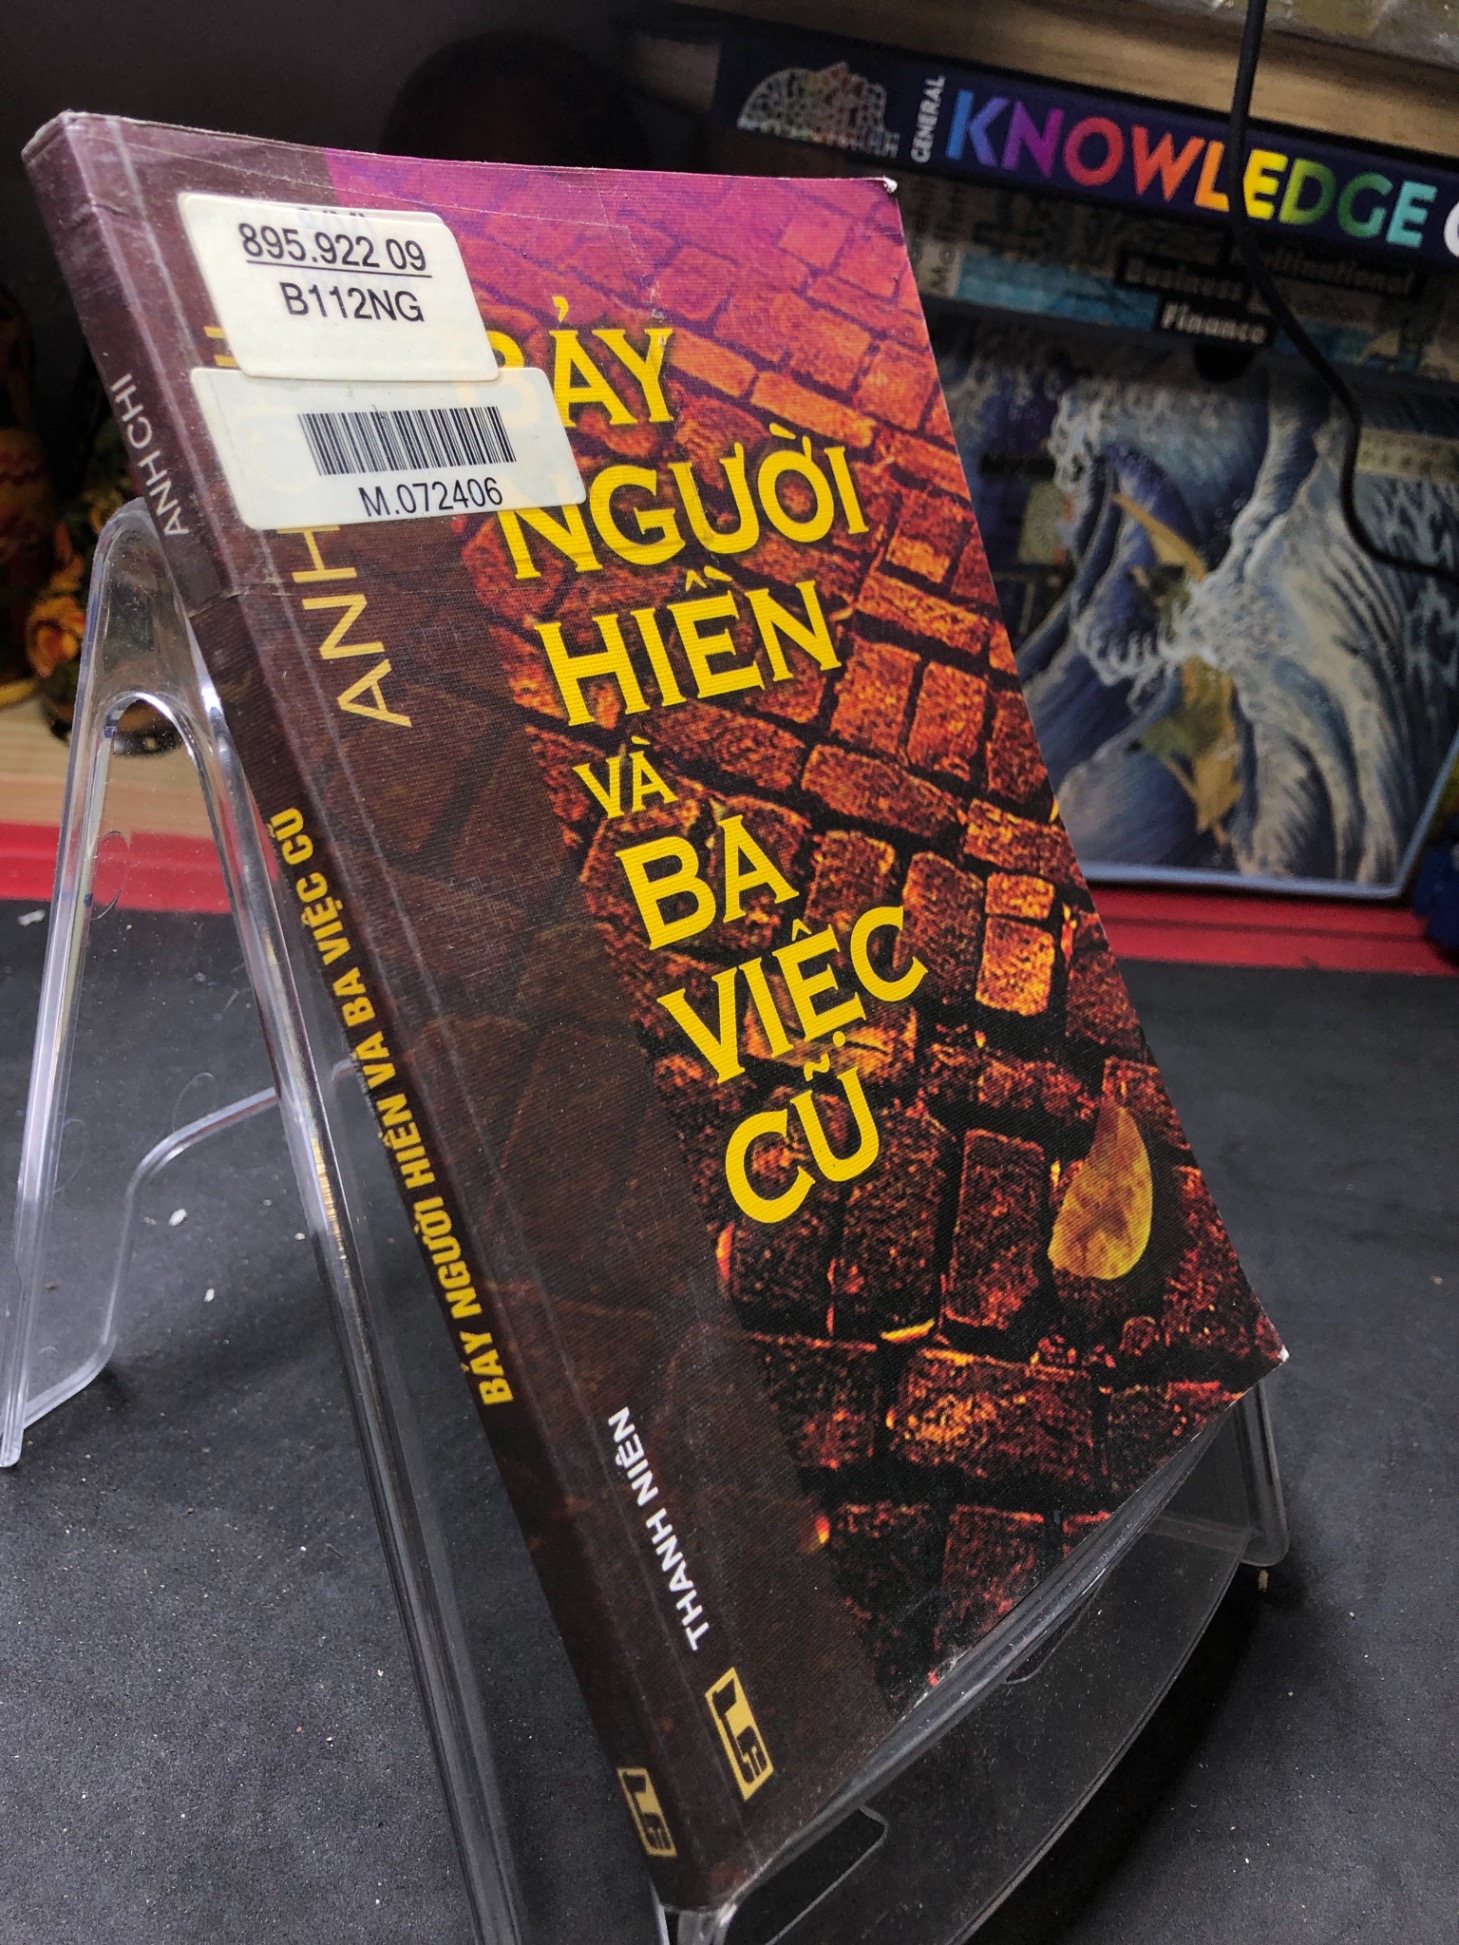 GENERAL
KNOWLEDGE
Multinational
Business
Finance
895.922 09
B112NG
M.072406
ANH
BẢY
NGƯỜI
HIỀN
VÀ
BA
VIỆC
CŨ
THANH NIÊN
ANH CHI
BẢY NGƯỜI HIỀN VÀ BA VIỆC CŨ